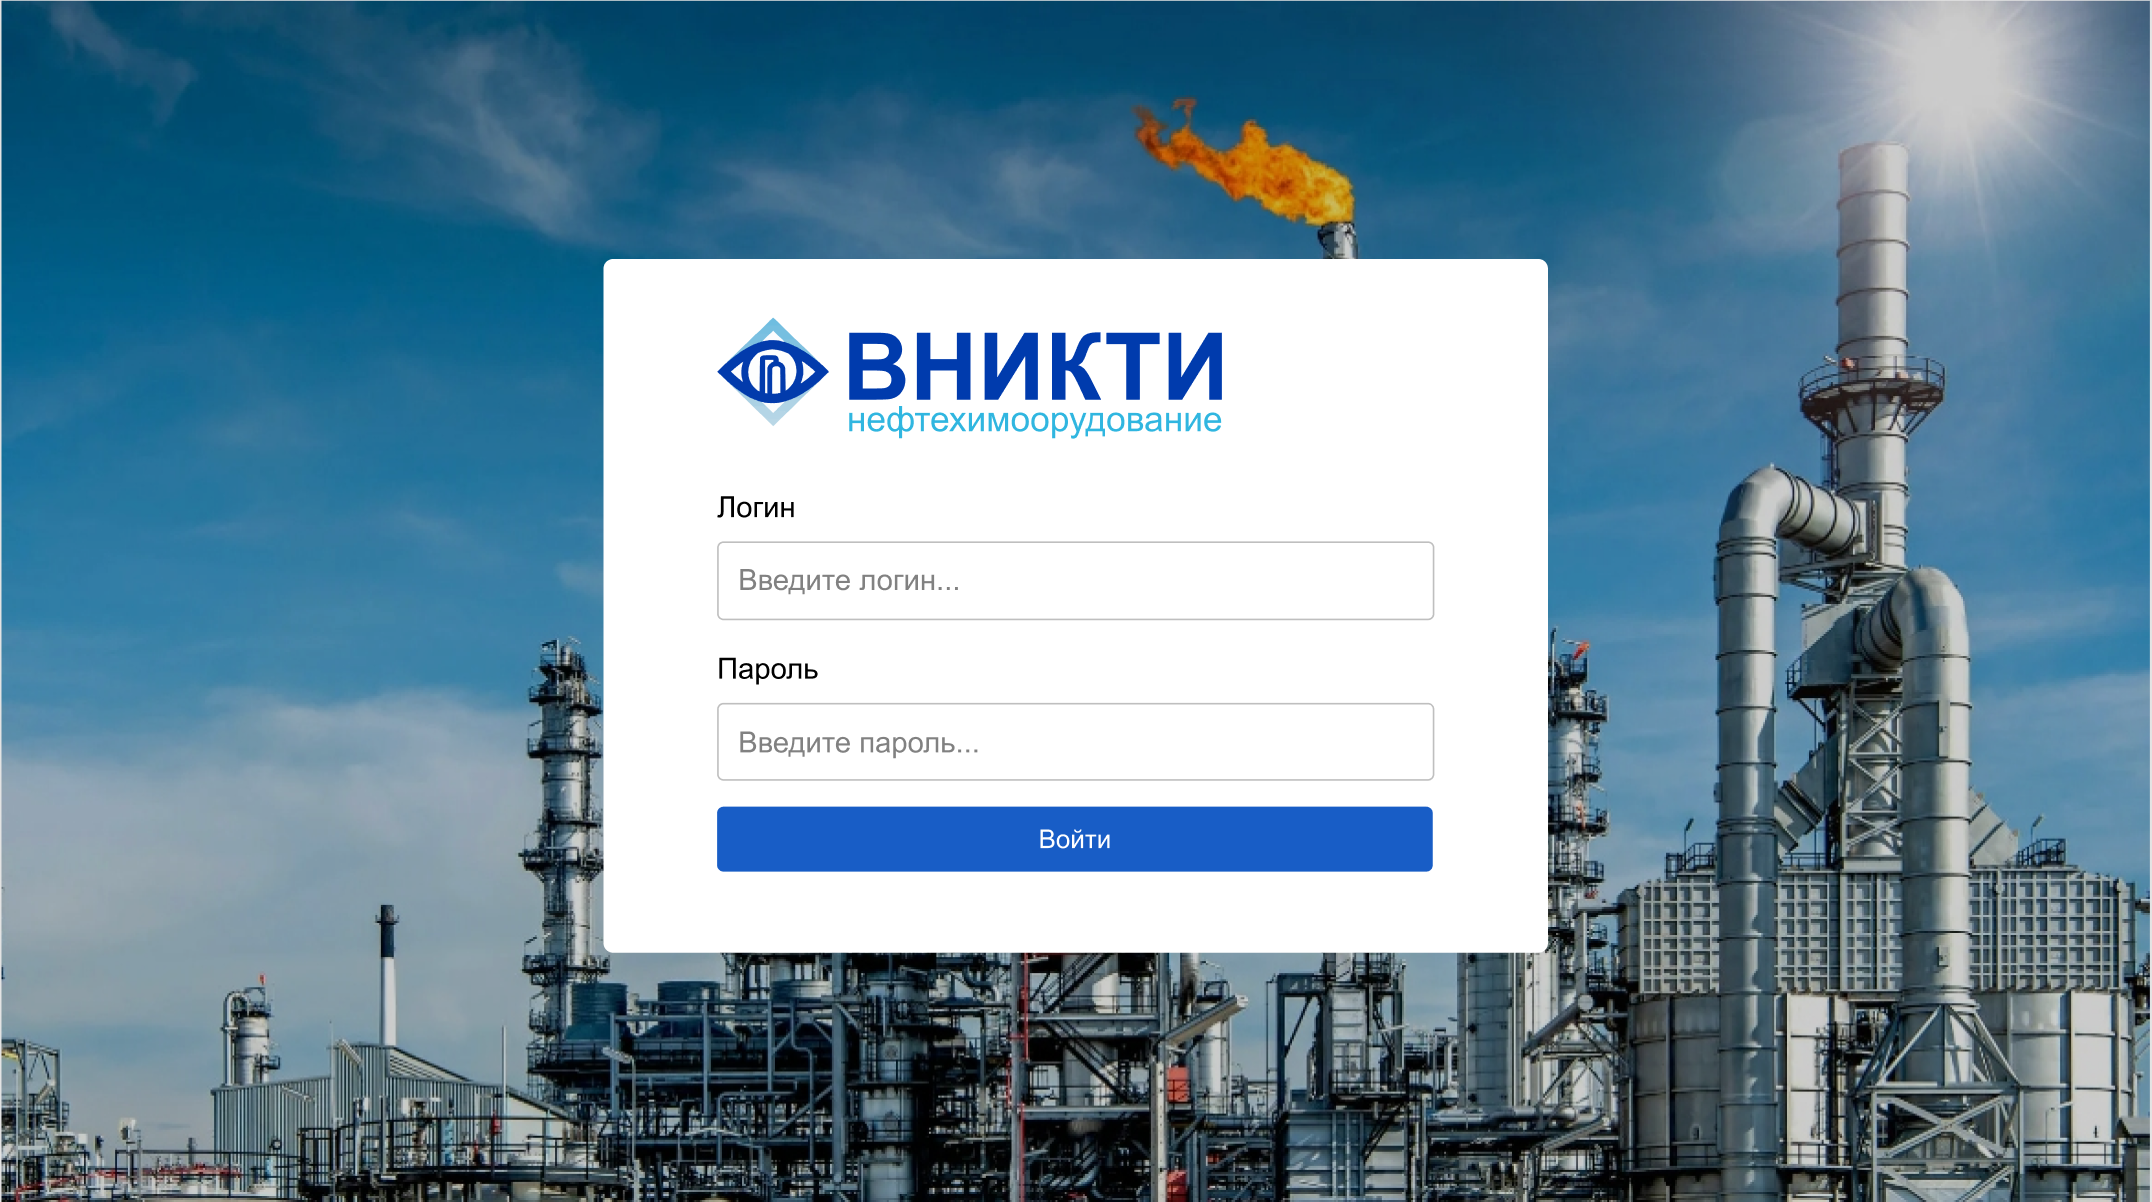 ВНИКТИ
нефтехимоорудование
Логин
Введите логин...
Пароль
Введите пароль...
Войти